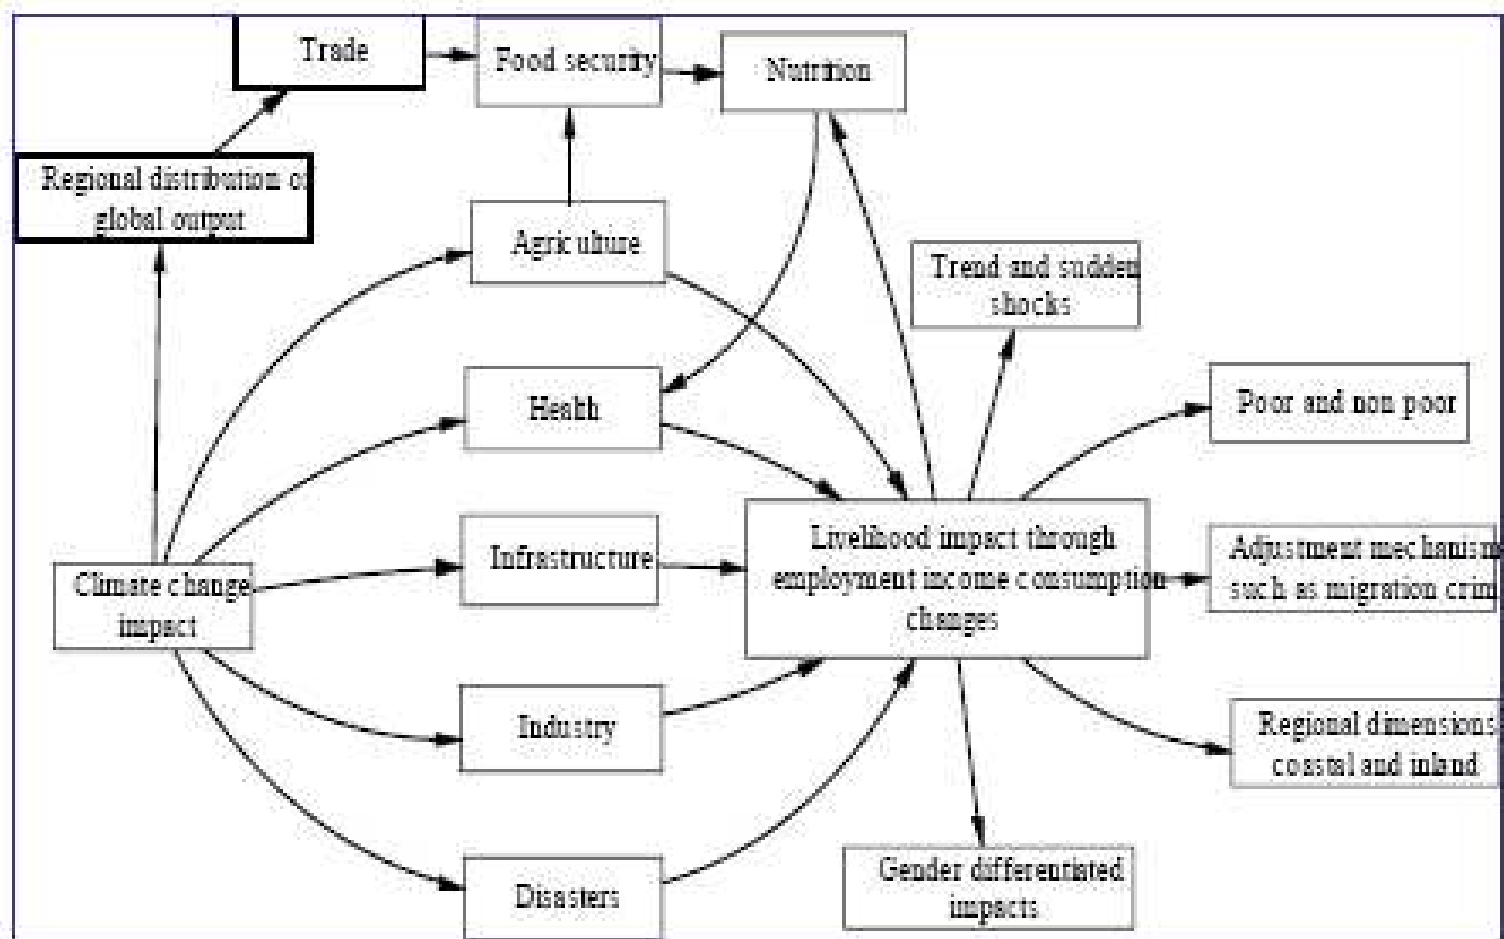 Trade
Food security
Nutrition
Regional distribution of
global output
Agriculture
Trend and sudden
shocks
Health
Poor and non poor
Infrastructure
Livelihood impact through
employment income consumption
changes
Adjustment mechanism
such as migration crim
Climate change
impact
Industry
Regional dimensions
coastal and inland
Disasters
Gender differentiated
impacts